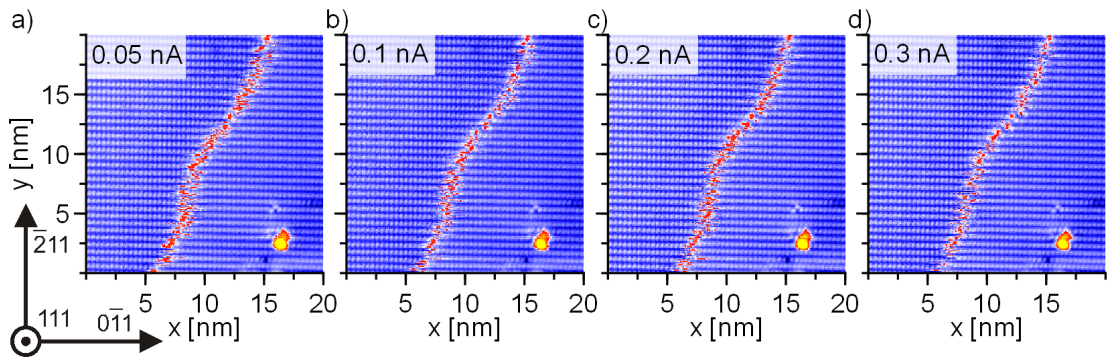 a) b) c) d)
0.05 nA 0.1 nA 0.2 nA 0.3 nA
15
10
5
y [nm]
5 10 15 20 5 10 15 20 5 10 15 20 5 10 15
x [nm] x [nm] x [nm] x [nm]
2̅11
111
01̅1